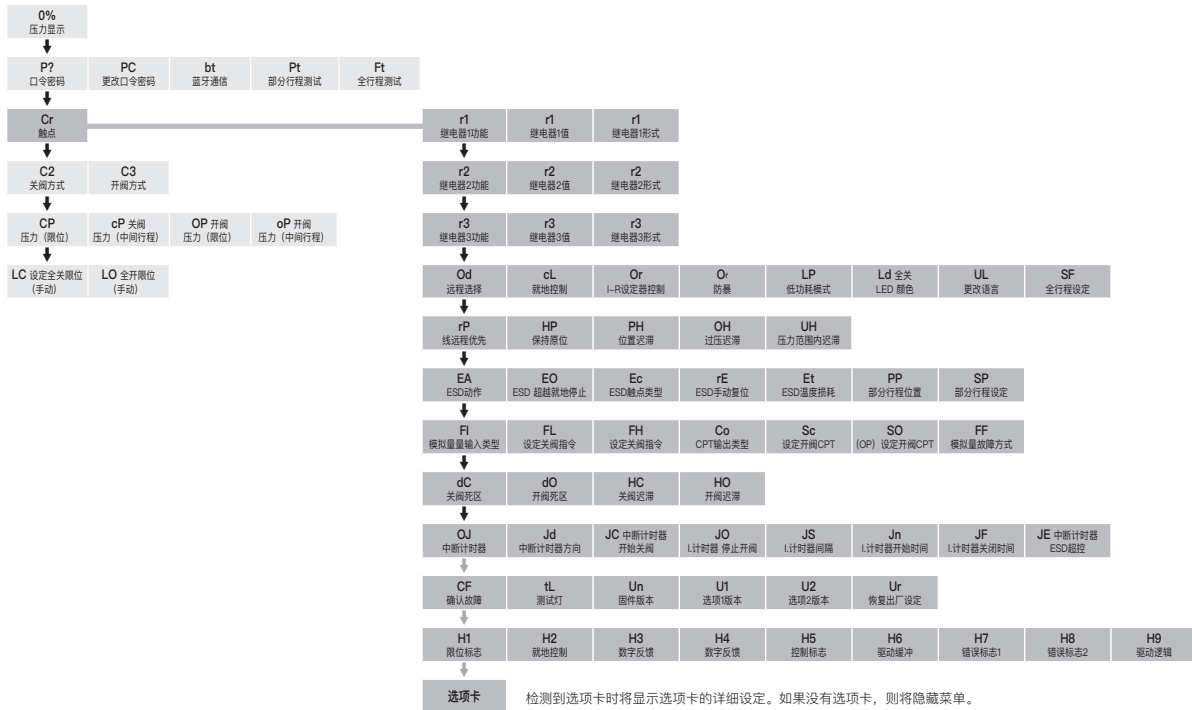 0%
压力显示
P?
口令密码
PC
更改口令密码
bt
蓝牙通信
Pt
部分行程测试
Ft
全行程测试
Cr
触点
r1
继电器1功能
r1
继电器1值
r1
继电器1形式
C2
关阀方式
C3
开阀方式
r2
继电器2功能
r2
继电器2值
r2
继电器2形式
CP
压力（限位）
cP 关阀
压力（中间行程）
OP 开阀
压力（限位）
oP 开阀
压力（中间行程）
r3
继电器3功能
r3
继电器3值
r3
继电器3形式
LC 设定全关限位
(手动)
LO 全开限位
(手动)
Od
远程选择
cL
就地控制
Or
I–R设定器控制
Or
防暴
LP
低功耗模式
Ld 全关
LED 颜色
UL
更改语言
SF
全行程设定
rP
线远程优先
HP
保持原位
PH
位置迟滞
OH
过压迟滞
UH
压力范围内迟滞
EA
ESD动作
EO
ESD 超越就地停止
Ec
ESD触点类型
rE
ESD手动复位
Et
ESD温度损耗
PP
部分行程位置
SP
部分行程设定
FI
模拟量量输入类型
FL
设定关阀指令
FH
设定关阀指令
Co
CPT输出类型
Sc
设定开阀CPT
SO
(OP) 设定开阀CPT
FF
模拟量故障方式
dC
关阀死区
dO
开阀死区
HC
关阀迟滞
HO
开阀迟滞
OJ
中断计时器
Jd
中断计时器方向
JC 中断计时器
开始关阀
JO
I.计时器 停止开阀
JS
I.计时器间隔
Jn
I.计时器开始时间
JF
I.计时器关闭时间
JE 中断计时器
ESD超控
CF
确认故障
tL
测试灯
Un
固件版本
U1
选项1版本
U2
选项2版本
Ur
恢复出厂设定
H1
限位标志
H2
就地控制
H3
数字反馈
H4
数字反馈
H5
控制标志
H6
驱动缓冲
H7
错误标志1
H8
错误标志2
H9
驱动逻辑
选项卡
检测到选项卡时将显示选项卡的详细设定。如果没有选项卡，则将隐藏菜单。